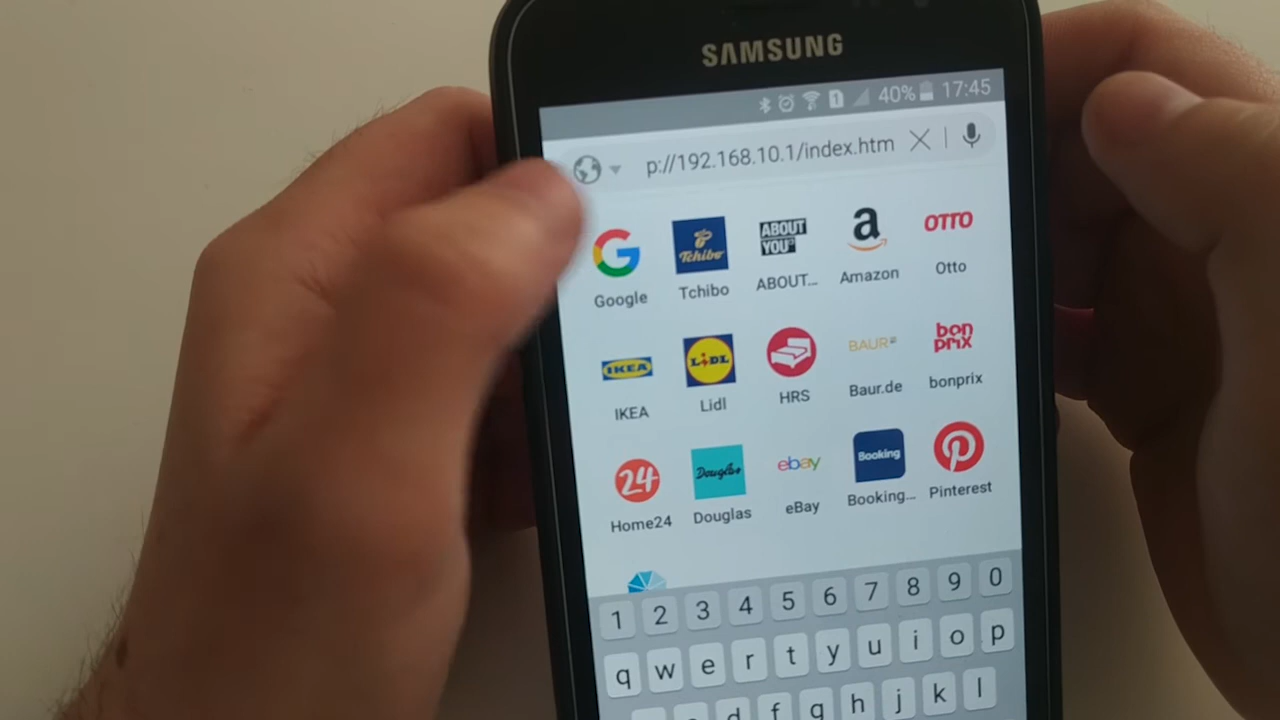 SAMSUNG
1 40% 17:45
p://192.168.10.1/index.htm
G Tchibo ABOUT YOU a OTTO
Google Tchibo ABOUT... Amazon Otto
IKEA LIDL BAUR bon prix
IKEA Lidl HRS Baur.de bonprix
24 Douglas ebay Booking
Home24 Douglas eBay Booking... Pinterest
1 2 3 4 5 6 7 8 9 0
q w e r t y u i o p
d f g h j k l